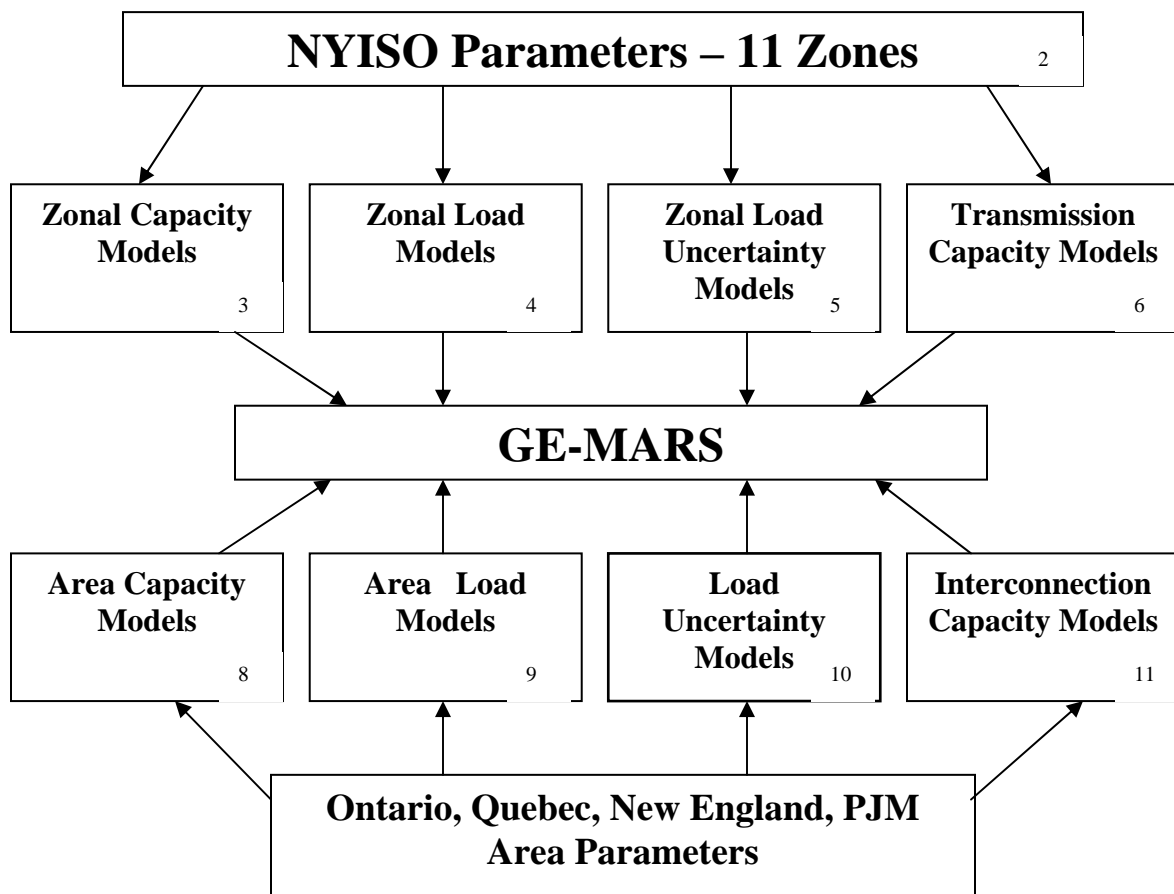 NYISO Parameters – 11 Zones
2
Zonal Capacity
Models
3
Zonal Load
Models
4
Zonal Load
Uncertainty
Models
5
Transmission
Capacity Models
6
GE-MARS
Area Capacity
Models
8
Area Load
Models
9
Load
Uncertainty
Models
10
Interconnection
Capacity Models
11
Ontario, Quebec, New England, PJM
Area Parameters